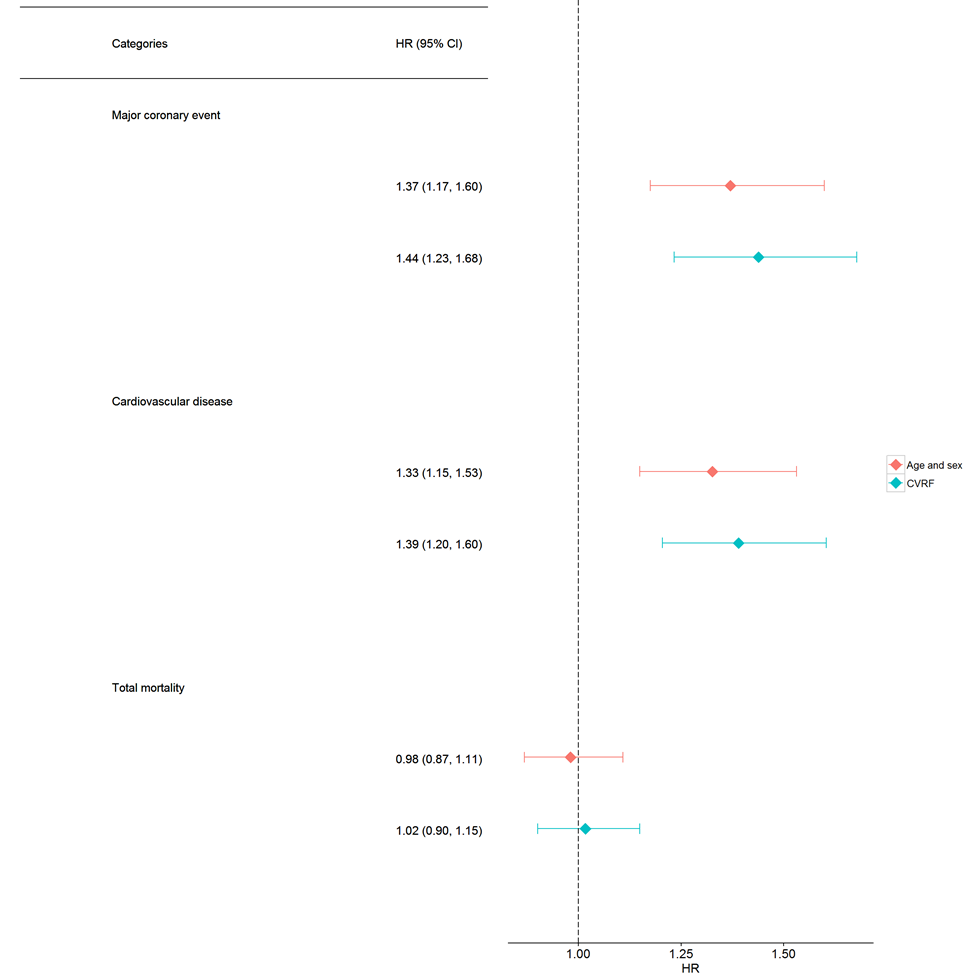 Categories HR (95% CI)
Major coronary event
1.37 (1.17, 1.60)
1.44 (1.23, 1.68)
Cardiovascular disease
1.33 (1.15, 1.53)
1.39 (1.20, 1.60)
Total mortality
0.98 (0.87, 1.11)
1.02 (0.90, 1.15)
Age and sex
CVRF
1.00 1.25 1.50
HR